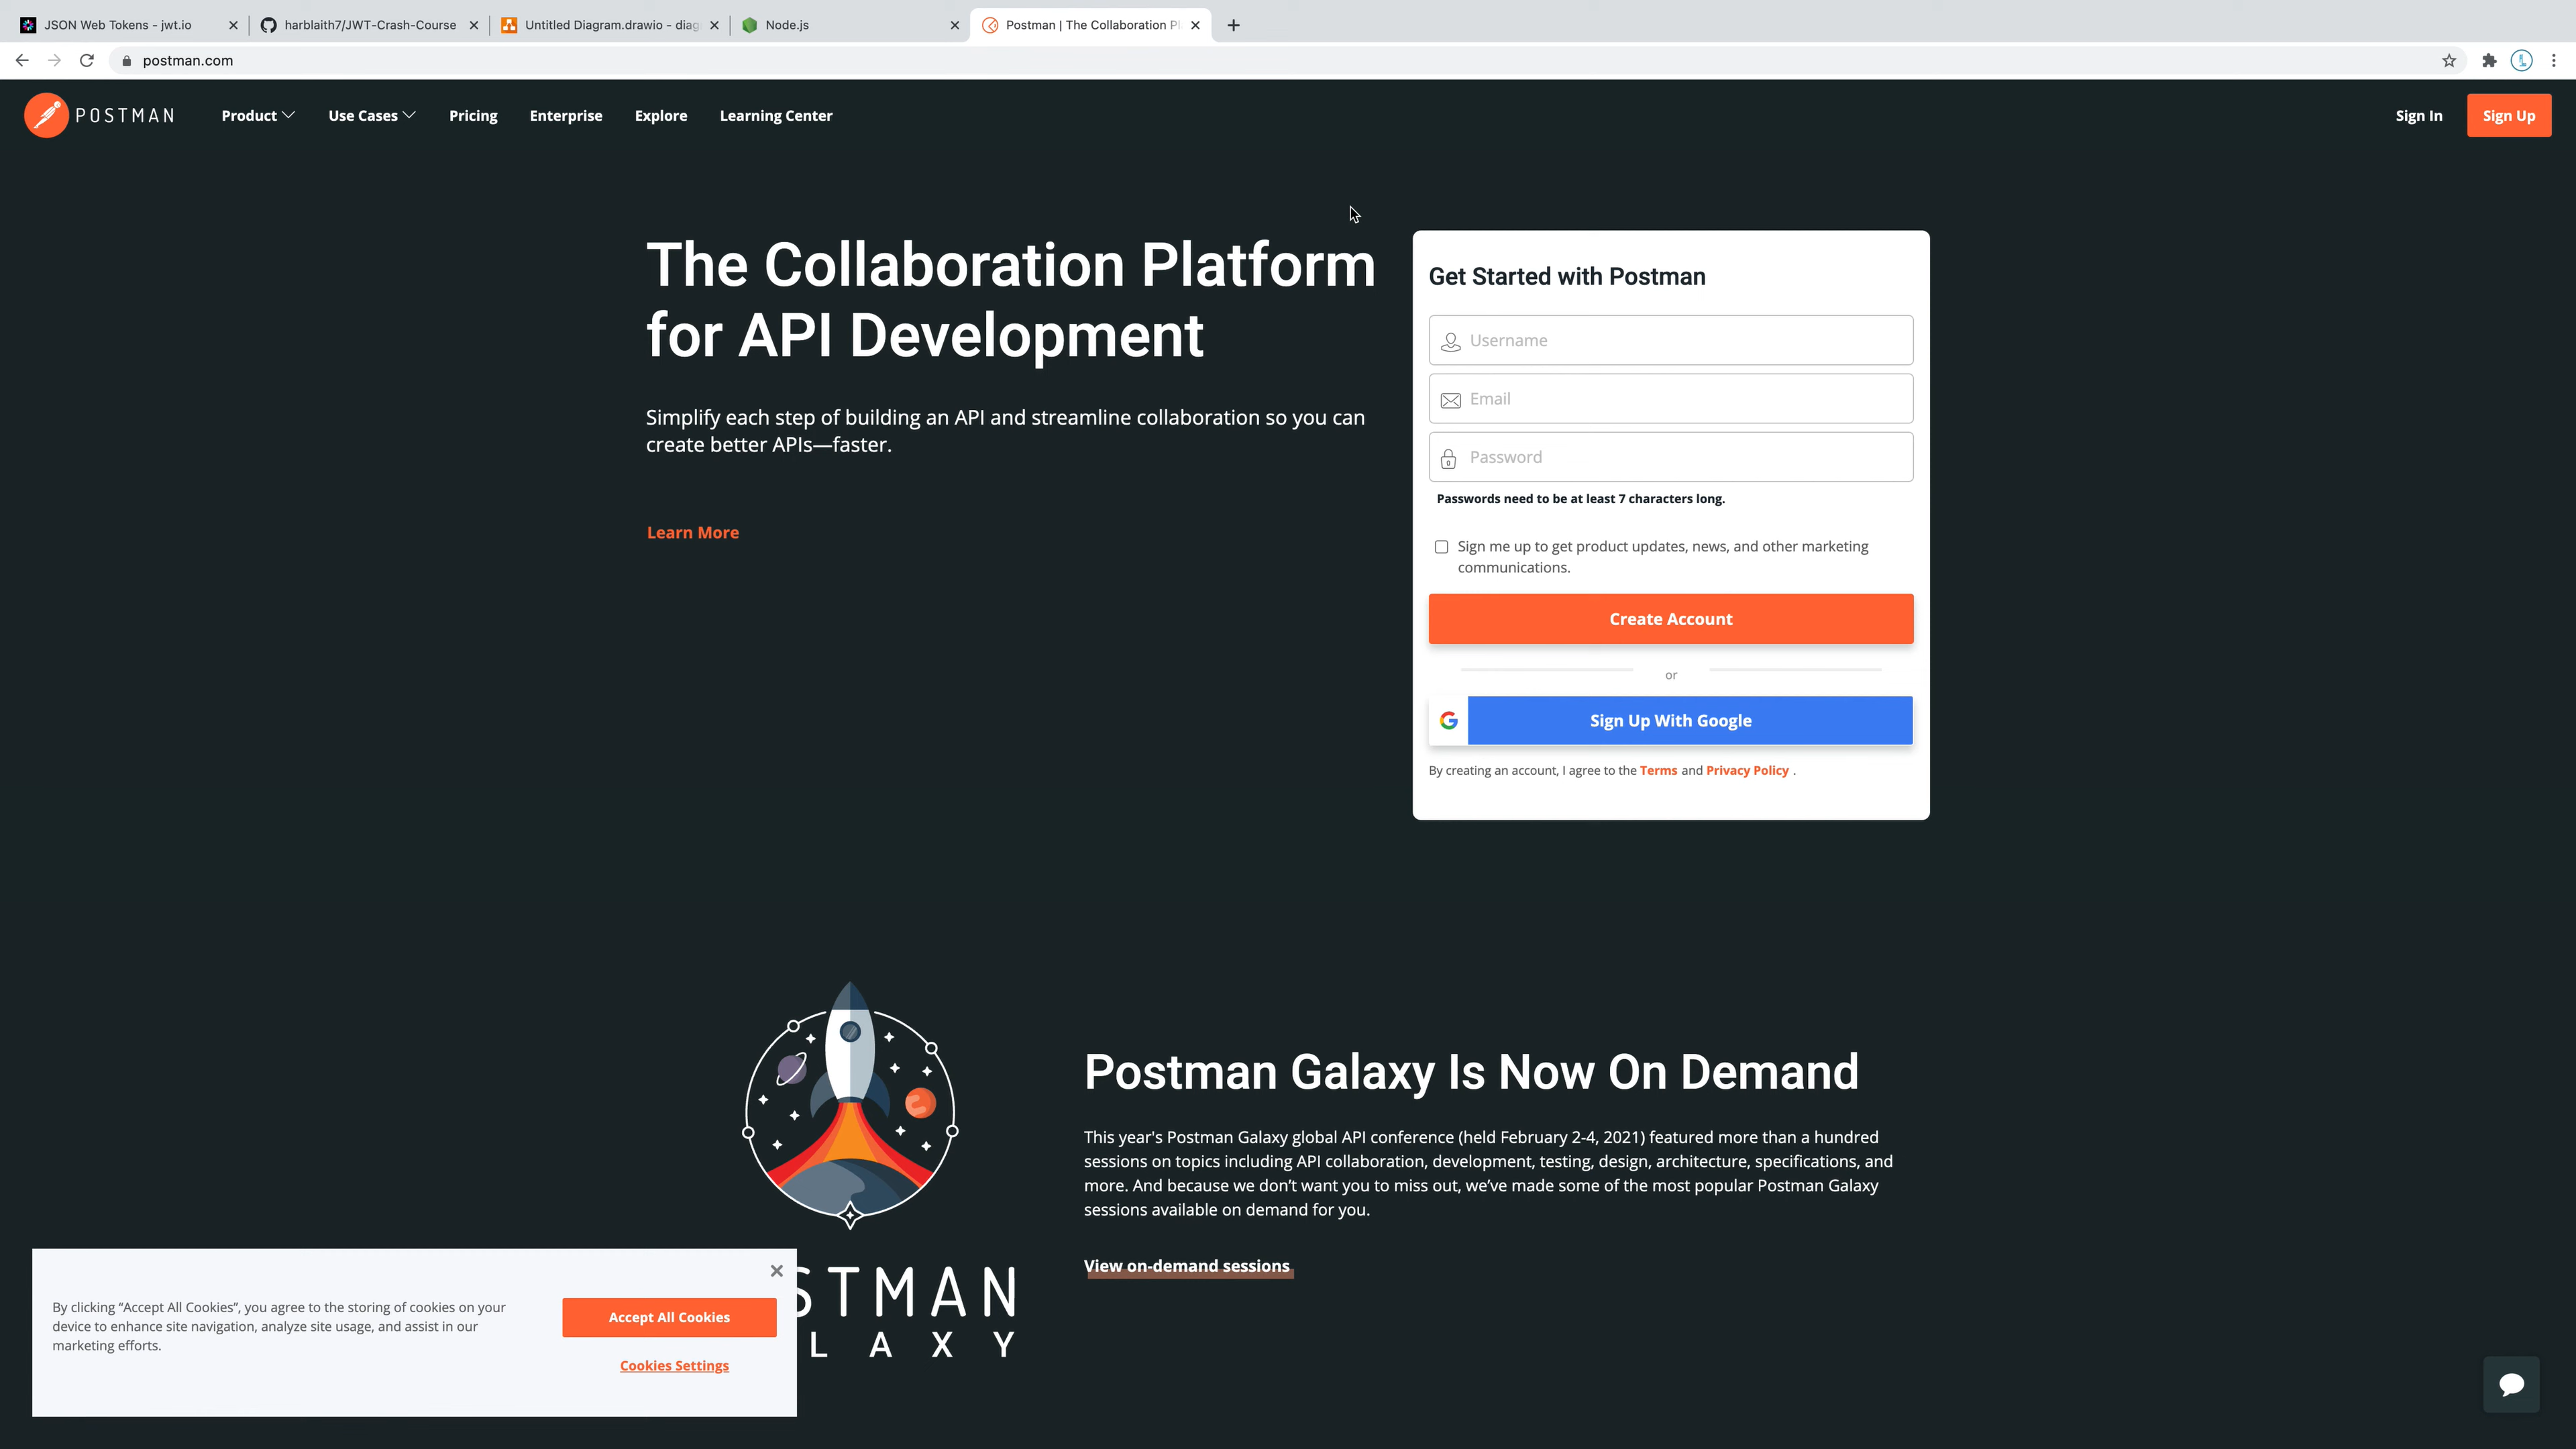 JSON Web Tokens - jwt.io
harblaith7/JWT-Crash-Course
Untitled Diagram.drawio - diag
Node.js
Postman | The Collaboration Pl
postman.com
POSTMAN
Product
Use Cases
Pricing
Enterprise
Explore
Learning Center
Sign In
Sign Up
The Collaboration Platform
for API Development
Simplify each step of building an API and streamline collaboration so you can
create better APIs—faster.
Learn More
Get Started with Postman
Username
Email
Password
Passwords need to be at least 7 characters long.
Sign me up to get product updates, news, and other marketing
communications.
Create Account
or
Sign Up With Google
By creating an account, I agree to the Terms and Privacy Policy .
Postman Galaxy Is Now On Demand
This year's Postman Galaxy global API conference (held February 2-4, 2021) featured more than a hundred
sessions on topics including API collaboration, development, testing, design, architecture, specifications, and
more. And because we don’t want you to miss out, we’ve made some of the most popular Postman Galaxy
sessions available on demand for you.
View on-demand sessions
STMAN
LAXY
By clicking “Accept All Cookies”, you agree to the storing of cookies on your
device to enhance site navigation, analyze site usage, and assist in our
marketing efforts.
Accept All Cookies
Cookies Settings